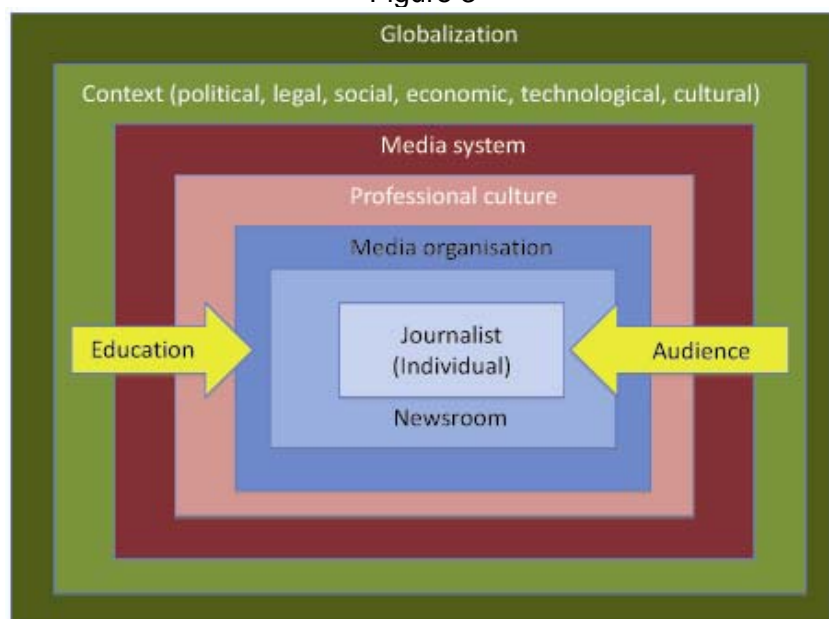 Globalization
Context (political, legal, social, economic, technological, cultural)
Media system
Professional culture
Media organisation
Education
Journalist
(Individual)
Audience
Newsroom